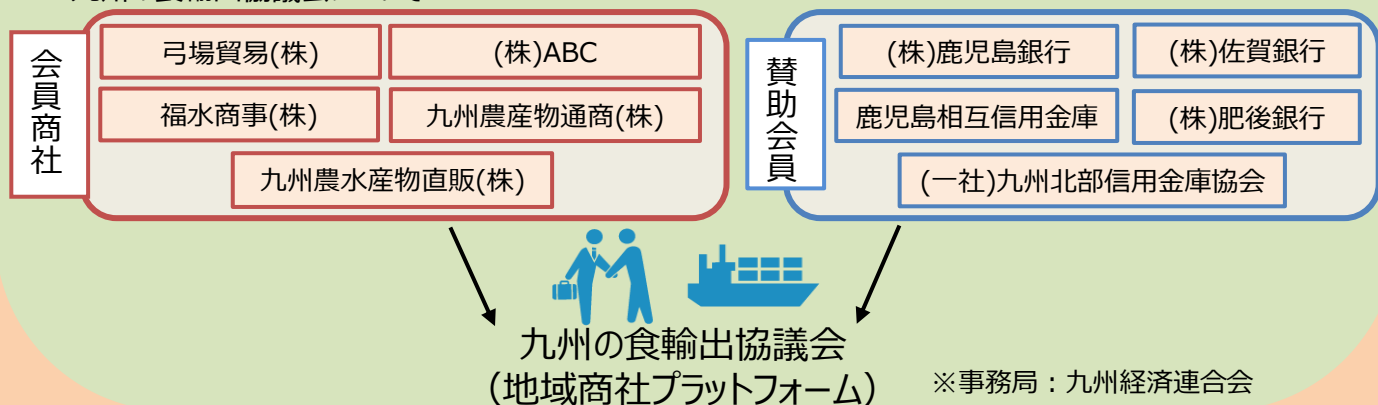 会員商社
弓場貿易(株)
(株)ABC
福水商事(株)
九州農産物通商(株)
九州農水産物直販(株)
賛助会員
(株)鹿児島銀行
(株)佐賀銀行
鹿児島相互信用金庫
(株)肥後銀行
(一社)九州北部信用金庫協会
九州の食輸出協議会
（地域商社プラットフォーム）
※事務局：九州経済連合会